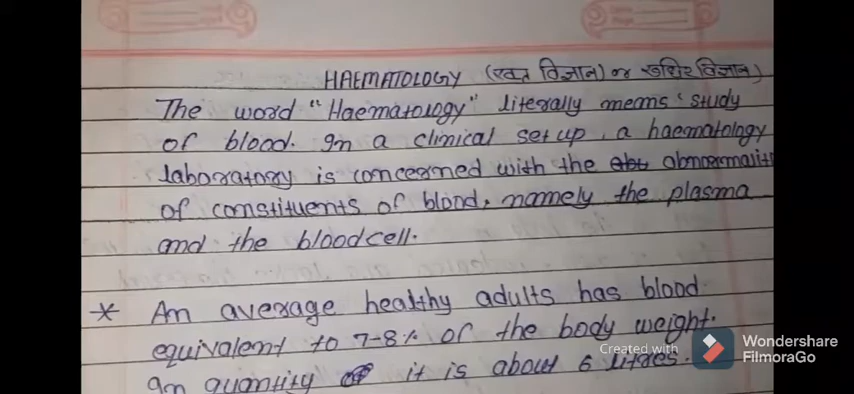 HAEMATOLOGY (रक्त विज्ञान) or रुधिर विज्ञान)
The word "Haematology" literally means 'study
of blood. In a clinical set up, a haematology
laboratory is concerned with the abnormaliti
of constituents of blood, namely the plasma
and the bloodcell.
* An average healthy adults has blood
equivalent to 7-8% of the body weight.
In quantity it is about 6 litres.
Created with
Wondershare
FilmoraGo